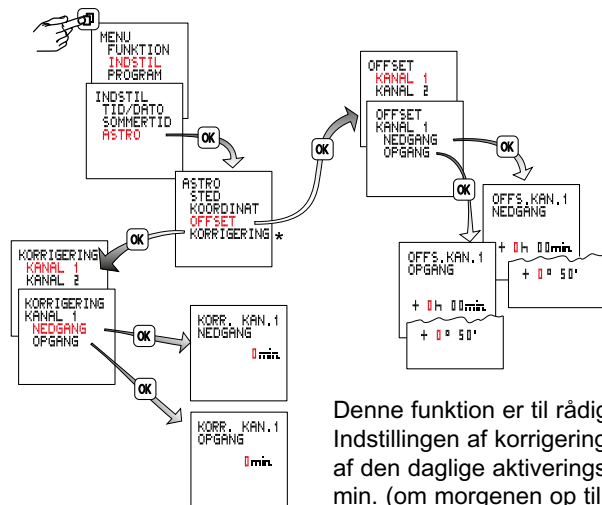 MENU
FUNKTION
INDSTIL
PROGRAM
INDSTIL
TID/DATO
SOMMERTID
ASTRO
OK
ASTRO
STED
KOORDINAT
OFFSET
KORRIGERING *
OK
OFFSET
KANAL 1
KANAL 2
OFFSET
KANAL 1
NEDGANG
OPGANG
OK
OFFS.KAN.1
NEDGANG
+ 0h 00min.
+ 0° 50'
OK
OFFS.KAN.1
OPGANG
+ 0h 00min.
+ 0° 50'
OK
KORRIGERING
KANAL 1
KANAL 2
KORRIGERING
KANAL 1
NEDGANG
OPGANG
OK
KORR. KAN.1
NEDGANG
0min.
OK
KORR. KAN.1
OPGANG
0min.
Denne funktion er til rådig
Indstillingen af korrigering
af den daglige aktiverings
min. (om morgenen op til